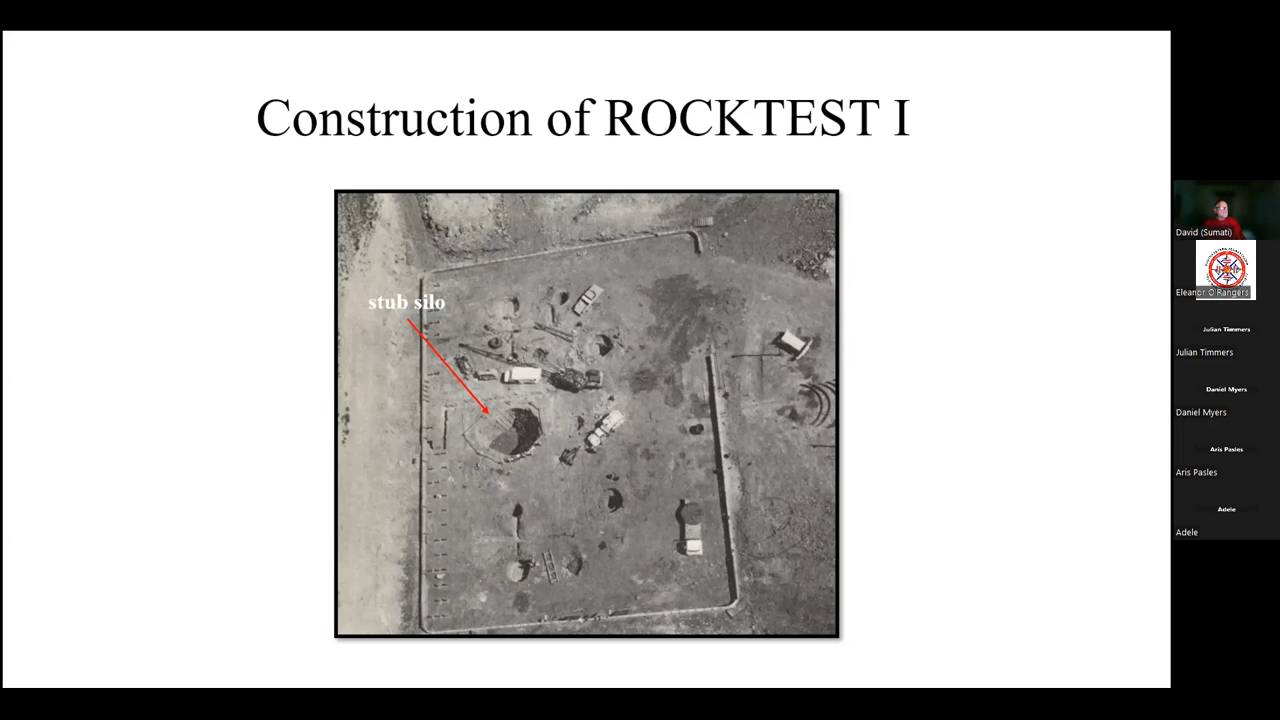 Construction of ROCKTEST I
stub silo
David (Sumati)
Eleanor O'Rangers
Julian Timmers
Julian Timmers
Daniel Myers
Daniel Myers
Aris Pasles
Aris Pasles
Adele
Adele